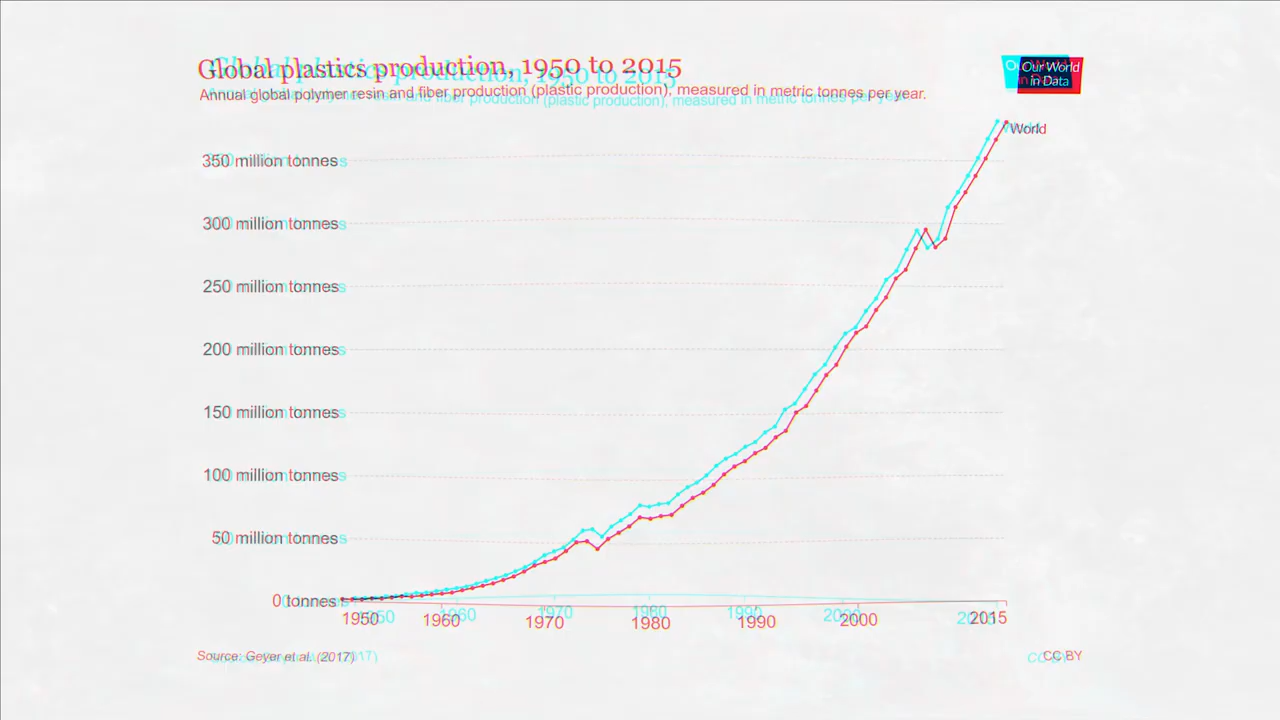 Global plastics production, 1950 to 2015
Annual global polymer resin and fiber production (plastic production), measured in metric tonnes per year.
Our World
in Data
World
350 million tonnes
300 million tonnes
250 million tonnes
200 million tonnes
150 million tonnes
100 million tonnes
50 million tonnes
0 tonnes
1950 1960 1970 1980 1990 2000 2015
Source: Geyer et al. (2017)
CC BY